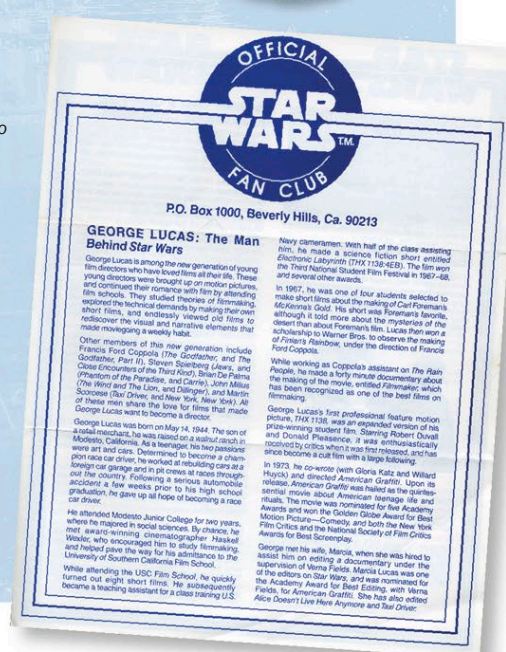 o
OFFICIAL
STAR
WARS T.M.
FAN CLUB
P.O. Box 1000, Beverly Hills, Ca. 90213
GEORGE LUCAS: The Man
Behind Star Wars
George Lucas is among the new generation of young
film directors who have loved films all their life. These
young directors were brought up on motion pictures,
and continued their romance with film by attending
film schools. They studied theories of filmmaking,
explored the technical demands by making their own
short films, and endlessly viewed old films to
rediscover the visual and narrative elements that
made moviegoing a weekly habit.
Other members of this new generation include
Francis Ford Coppola (The Godfather, and The
Godfather, Part II), Steven Spielberg (Jaws, and
Close Encounters of the Third Kind), Brian De Palma
(Phantom of the Paradise, and Carrie), John Milius
(The Wind and The Lion, and Dillinger), and Martin
Scorcese (Taxi Driver, and New York, New York). All
of these men share the love for films that made
George Lucas want to become a director.
George Lucas was born on May 14, 1944. The son of
a retail merchant, he was raised on a walnut ranch in
Modesto, California. As a teenager, his two passions
were art and cars. Determined to become a cham-
pion race car driver, he worked at rebuilding cars at a
foreign car garage and in pit crews at races through-
out the country. Following a serious automobile
accident a few weeks prior to his high school
graduation, he gave up all hope of becoming a race
car driver.
He attended Modesto Junior College for two years,
where he majored in social sciences. By chance, he
met award-winning cinematographer Haskell
Wexler, who encouraged him to study filmmaking,
and helped pave the way for his admittance to the
University of Southern California Film School.
While attending the USC Film School, he quickly
turned out eight short films. He subsequently
became a teaching assistant for a class training U.S.
Navy cameramen. With half of the class assisting
him, he made a science fiction short entitled
Electronic Labyrinth (THX 1138:4EB). The film won
the Third National Student Film Festival in 1967-68,
and several other awards.
In 1967, he was one of four students selected to
make short films about the making of Carl Foreman's
McKenna's Gold. His short was Foreman's favorite,
although it told more about the mysteries of the
desert than about Foreman's film. Lucas then won a
scholarship to Warner Bros. to observe the making
of Finian's Rainbow, under the direction of Francis
Ford Coppola.
While working as Coppola's assistant on The Rain
People, he made a forty minute documentary about
the making of the movie, entitled Filmmaker, which
has been recognized as one of the best films on
filmmaking.
George Lucas's first professional feature motion
picture, THX 1138, was an expanded version of his
prize-winning student film. Starring Robert Duvall
and Donald Pleasence, it was enthusiastically
received by critics when it was first released, and has
since become a cult film with a large following.
In 1973, he co-wrote (with Gloria Katz and Willard
Huyck) and directed American Graffiti. Upon its
release, American Graffiti was hailed as the quintes-
sential movie about American teenage life and
rituals. The movie was nominated for five Academy
Awards and won the Golden Globe Award for Best
Motion Picture—Comedy, and both the New York
Film Critics and the National Society of Film Critics
Awards for Best Screenplay.
George met his wife, Marcia, when she was hired to
assist him on editing a documentary under the
supervision of Verna Fields. Marcia Lucas was one
of the editors on Star Wars, and was nominated for
the Academy Award for Best Editing, with Verna
Fields, for American Graffiti. She has also edited
Alice Doesn't Live Here Anymore and Taxi Driver.